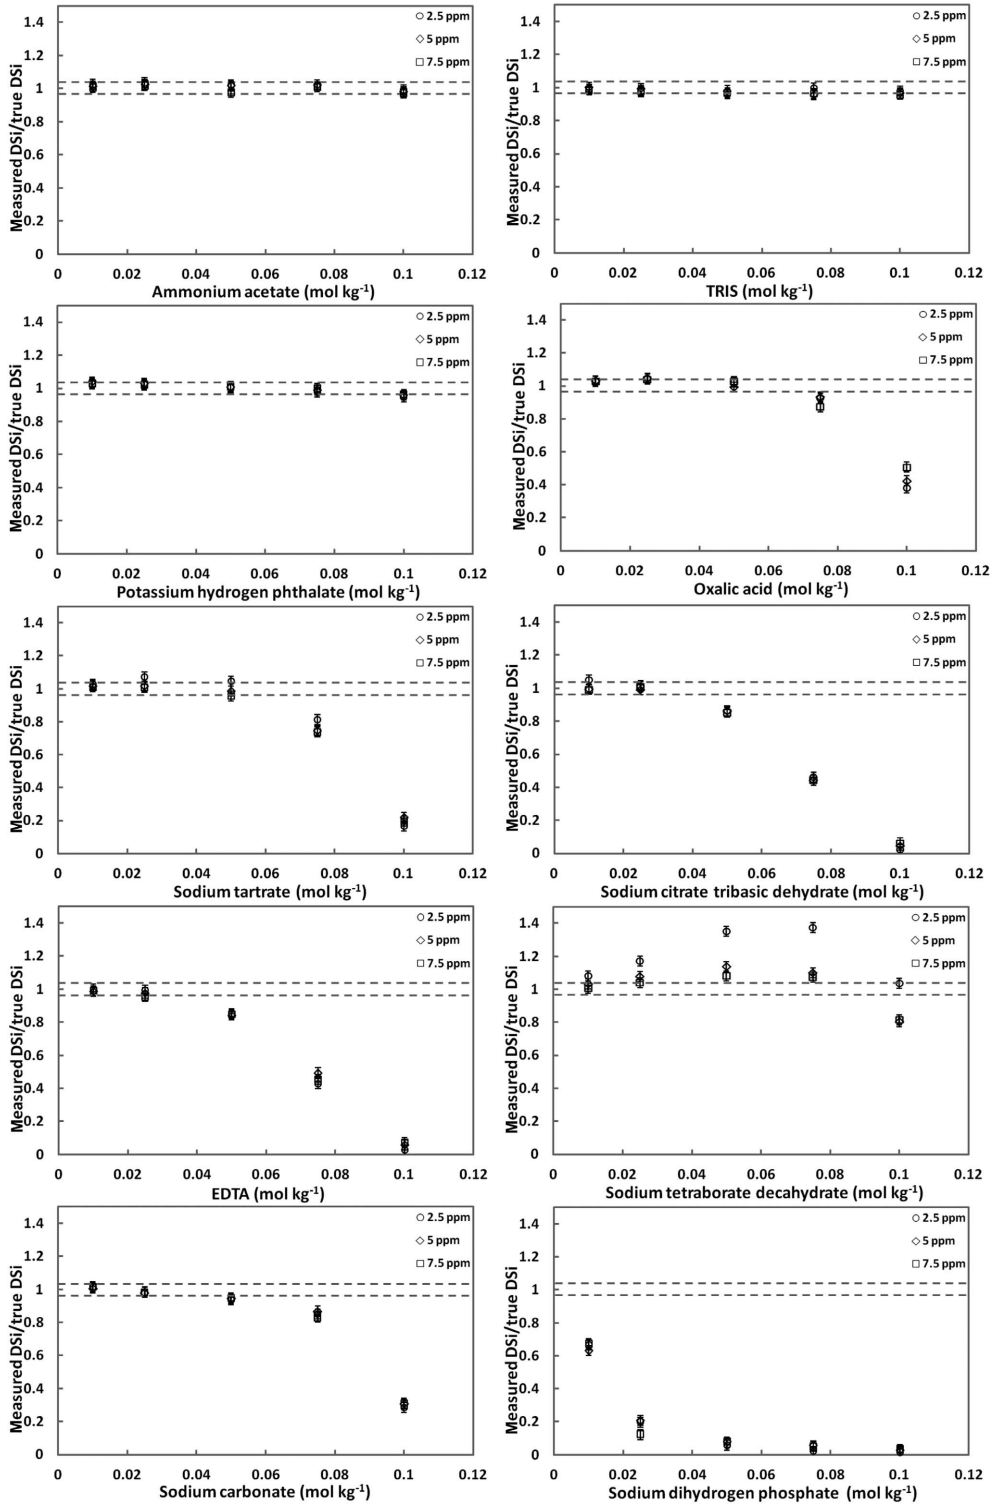 Measured DSi/true DSi
1.4
1.2
1
0.8
0.6
0.4
0.2
0
2.5 ppm
5 ppm
7.5 ppm
0 0.02 0.04 0.06 0.08 0.1 0.12
Ammonium acetate (mol kg-1)
Measured DSi/true DSi
1.4
1.2
1
0.8
0.6
0.4
0.2
0
2.5 ppm
5 ppm
7.5 ppm
0 0.02 0.04 0.06 0.08 0.1 0.12
TRIS (mol kg-1)
Measured DSi/true DSi
1.4
1.2
1
0.8
0.6
0.4
0.2
0
2.5 ppm
5 ppm
7.5 ppm
0 0.02 0.04 0.06 0.08 0.1 0.12
Potassium hydrogen phthalate (mol kg-1)
Measured DSi/true DSi
1.4
1.2
1
0.8
0.6
0.4
0.2
0
2.5 ppm
5 ppm
7.5 ppm
0 0.02 0.04 0.06 0.08 0.1 0.12
Oxalic acid (mol kg-1)
Measured DSi/true DSi
1.4
1.2
1
0.8
0.6
0.4
0.2
0
2.5 ppm
5 ppm
7.5 ppm
0 0.02 0.04 0.06 0.08 0.1 0.12
Sodium tartrate (mol kg-1)
Measured DSi/true DSi
1.4
1.2
1
0.8
0.6
0.4
0.2
0
2.5 ppm
5 ppm
7.5 ppm
0 0.02 0.04 0.06 0.08 0.1 0.12
Sodium citrate tribasic dehydrate (mol kg-1)
Measured DSi/true DSi
1.4
1.2
1
0.8
0.6
0.4
0.2
0
2.5 ppm
5 ppm
7.5 ppm
0 0.02 0.04 0.06 0.08 0.1 0.12
EDTA (mol kg-1)
Measured DSi/true DSi
1.4
1.2
1
0.8
0.6
0.4
0.2
0
2.5 ppm
5 ppm
7.5 ppm
0 0.02 0.04 0.06 0.08 0.1 0.12
Sodium tetraborate decahydrate (mol kg-1)
Measured DSi/true DSi
1.4
1.2
1
0.8
0.6
0.4
0.2
0
2.5 ppm
5 ppm
7.5 ppm
0 0.02 0.04 0.06 0.08 0.1 0.12
Sodium carbonate (mol kg-1)
Measured DSi/true DSi
1.4
1.2
1
0.8
0.6
0.4
0.2
0
2.5 ppm
5 ppm
7.5 ppm
0 0.02 0.04 0.06 0.08 0.1 0.12
Sodium dihydrogen phosphate (mol kg-1)